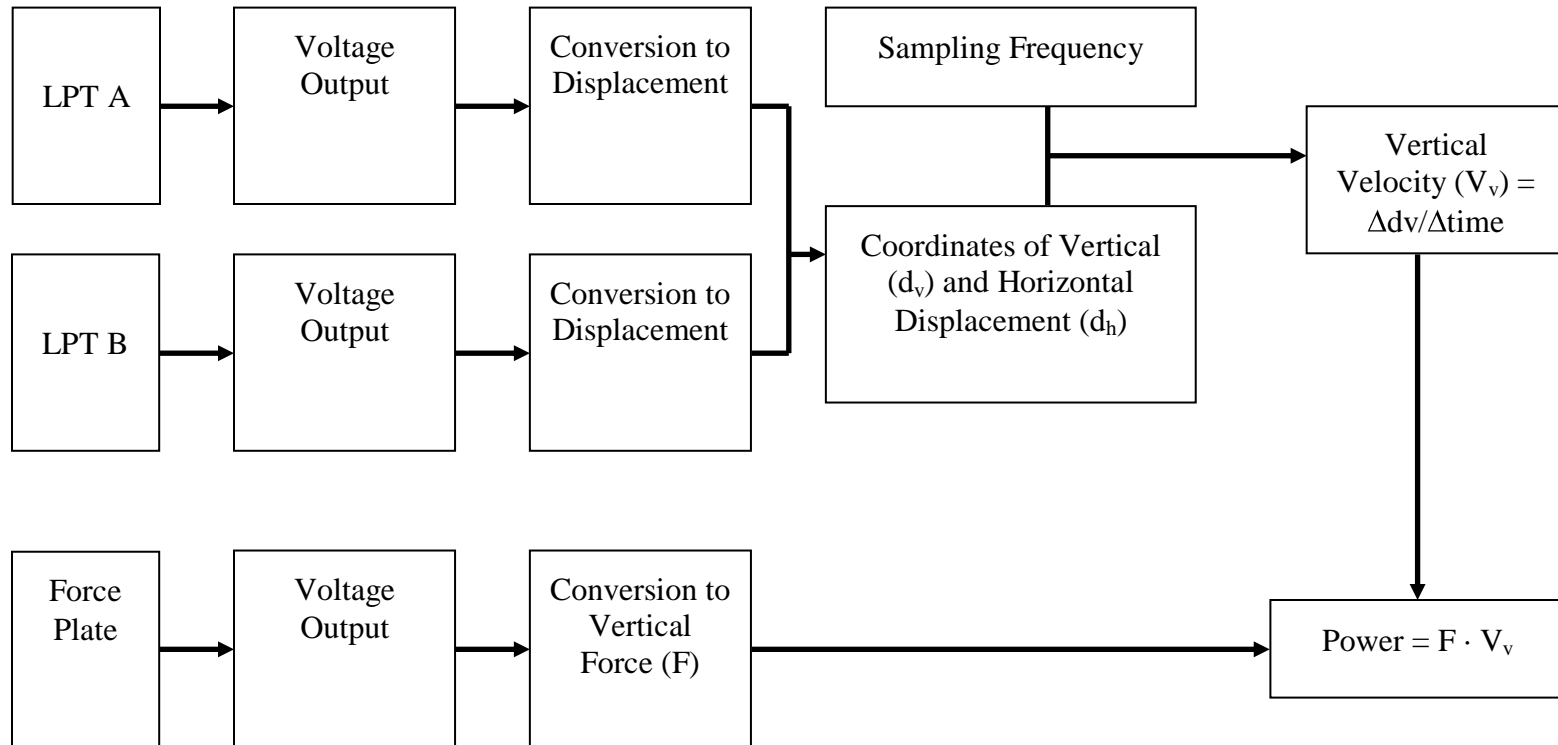 LPT A
Voltage
Output
Conversion to
Displacement
Sampling Frequency
Vertical
Velocity (Vᵥ) =
Δdv/Δtime
LPT B
Voltage
Output
Conversion to
Displacement
Coordinates of Vertical
(dᵥ) and Horizontal
Displacement (dₕ)
Force
Plate
Voltage
Output
Conversion to
Vertical
Force (F)
Power = F · Vᵥ